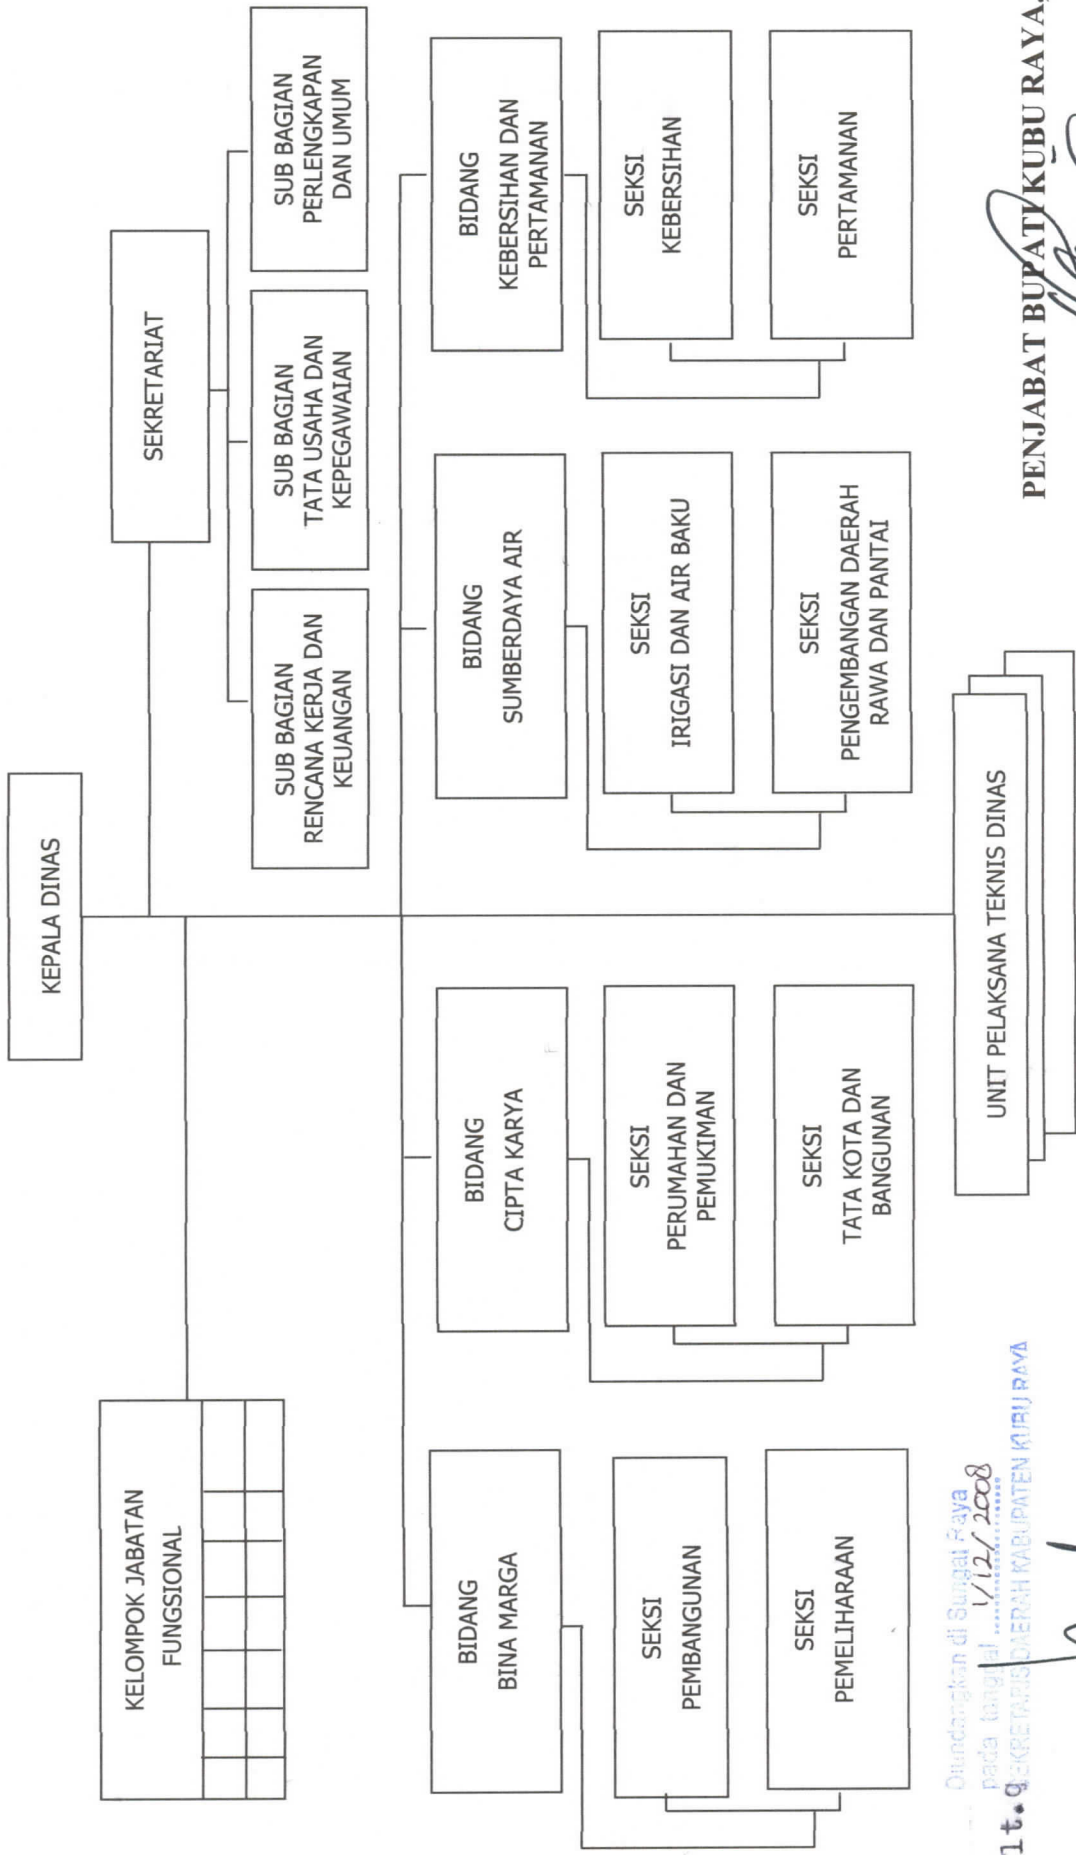 KEPALA DINAS
KELOMPOK JABATAN
FUNGSIONAL
SEKRETARIAT
SUB BAGIAN
RENCANA KERJA DAN
KEUANGAN
SUB BAGIAN
TATA USAHA DAN
KEPEGAWAIAN
SUB BAGIAN
PERLENGKAPAN
DAN UMUM
BIDANG
BINA MARGA
BIDANG
CIPTA KARYA
BIDANG
SUMBERDAYA AIR
BIDANG
KEBERSIHAN DAN
PERTAMANAN
SEKSI
PEMBANGUNAN
SEKSI
PERUMAHAN DAN
PEMUKIMAN
SEKSI
IRIGASI DAN AIR BAKU
SEKSI
KEBERSIHAN
SEKSI
PEMELIHARAAN
SEKSI
TATA KOTA DAN
BANGUNAN
SEKSI
PENGEMBANGAN DAERAH
RAWA DAN PANTAI
SEKSI
PERTAMANAN
UNIT PELAKSANA TEKNIS DINAS
Diundangkan di Sungai Raya
pada tanggal 1/12/2008
SEKRETARIS DAERAH KABUPATEN KUBU RAYA
PENJABAT BUPATI KUBU RAYA,